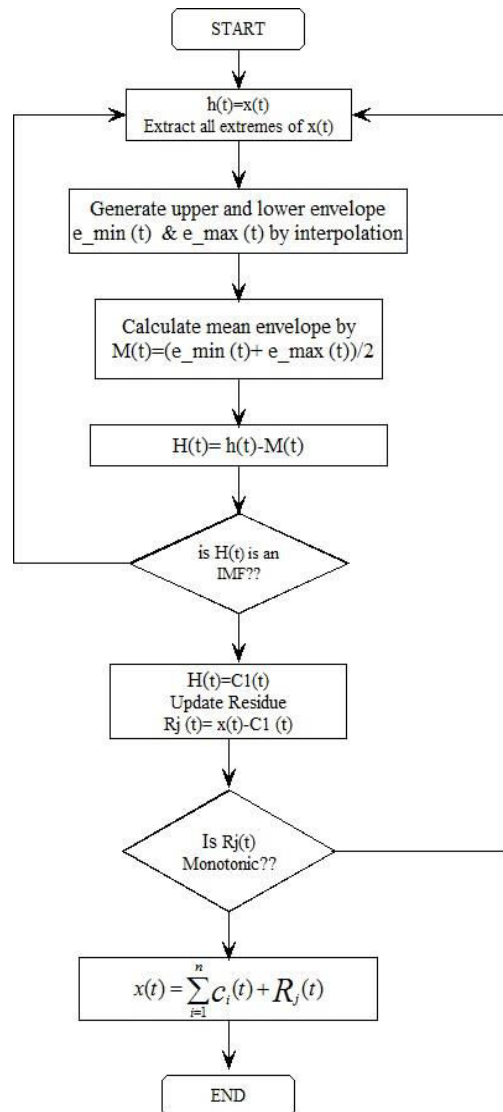 START
h(t)=x(t)
Extract all extremes of x(t)
Generate upper and lower envelope
e_min (t) & e_max (t) by interpolation
Calculate mean envelope by
M(t)=(e_min (t)+ e_max (t))/2
H(t)= h(t)-M(t)
is H(t) is an
IMF??
H(t)=C1(t)
Update Residue
Rj (t)= x(t)-C1 (t)
Is Rj(t)
Monotonic??
x(t) = \sum_{i=1}^{n} c_i(t) + R_j(t)
END